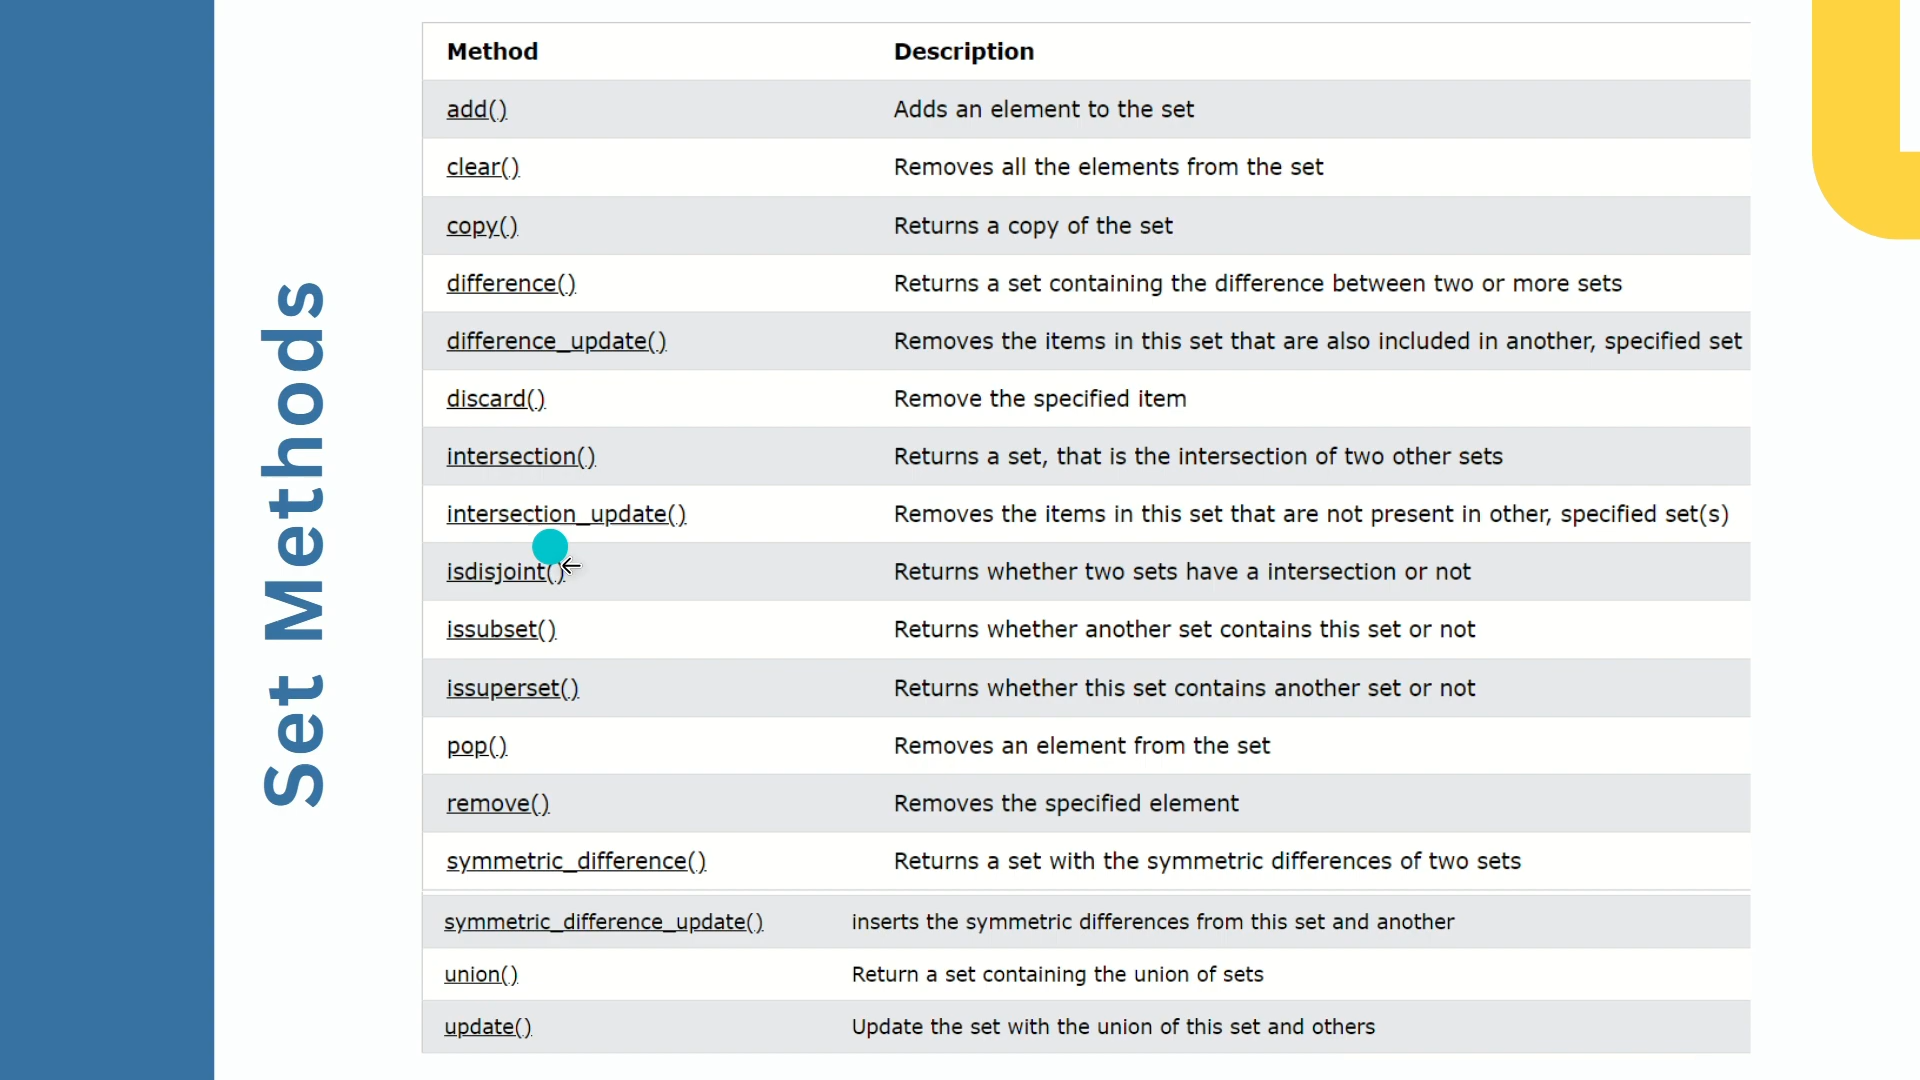 Set Methods
Method Description
add() Adds an element to the set
clear() Removes all the elements from the set
copy() Returns a copy of the set
difference() Returns a set containing the difference between two or more sets
difference_update() Removes the items in this set that are also included in another, specified set
discard() Remove the specified item
intersection() Returns a set, that is the intersection of two other sets
intersection_update() Removes the items in this set that are not present in other, specified set(s)
isdisjoint() Returns whether two sets have a intersection or not
issubset() Returns whether another set contains this set or not
issuperset() Returns whether this set contains another set or not
pop() Removes an element from the set
remove() Removes the specified element
symmetric_difference() Returns a set with the symmetric differences of two sets
symmetric_difference_update() inserts the symmetric differences from this set and another
union() Return a set containing the union of sets
update() Update the set with the union of this set and others